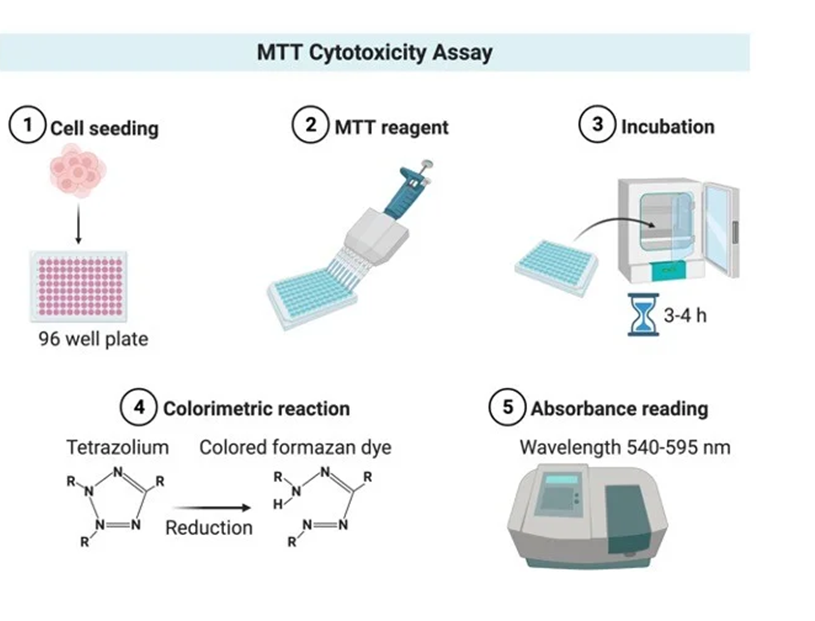 MTT Cytotoxicity Assay
1 Cell seeding
96 well plate
2 MTT reagent
3 Incubation
3-4 h
4 Colorimetric reaction
Tetrazolium
R N N R
N N
R
Reduction
Colored formazan dye
R N N R
H
N N
R
5 Absorbance reading
Wavelength 540-595 nm